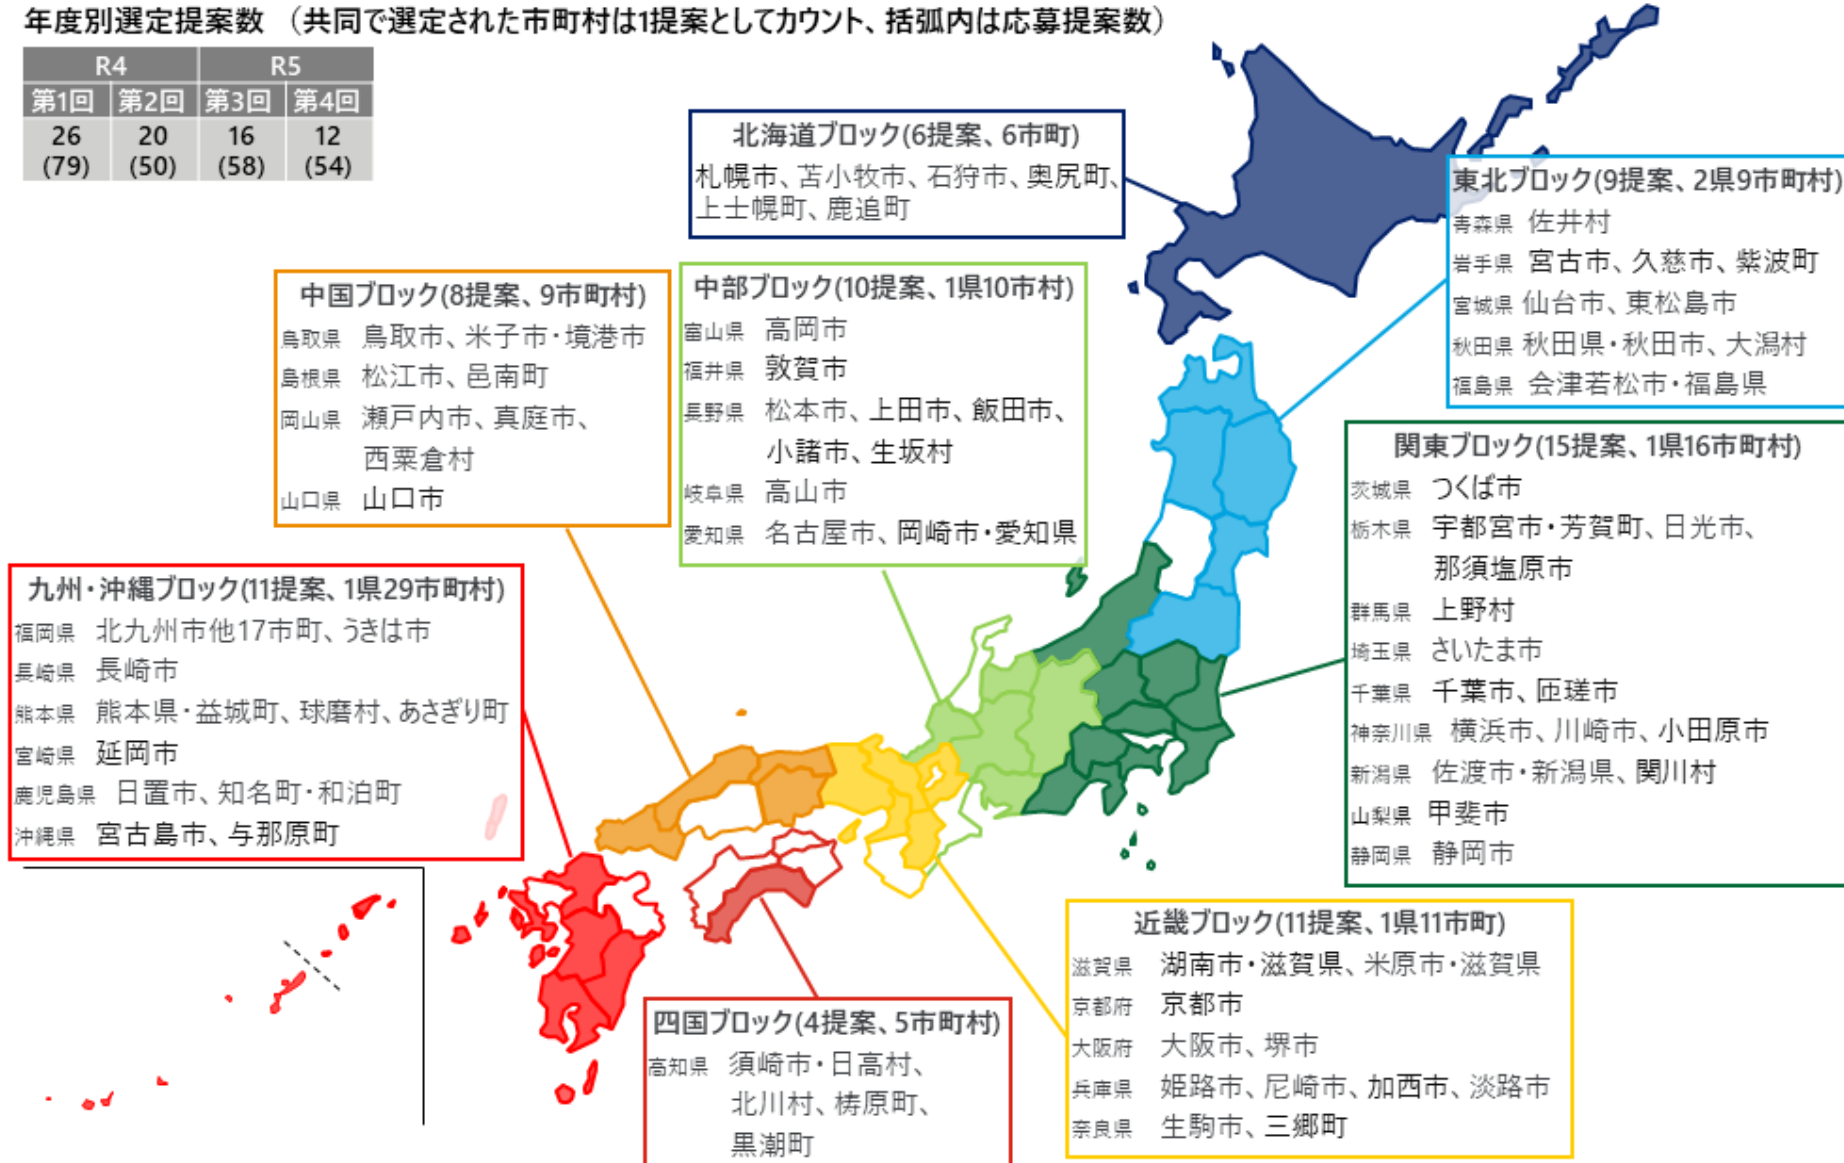 年度別選定提案数 （共同で選定された市町村は1提案としてカウント、括弧内は応募提案数）
R4 R5
第1回 第2回 第3回 第4回
26 20 16 12
(79) (50) (58) (54)
北海道ブロック(6提案、6市町)
札幌市、苫小牧市、石狩市、奥尻町、
上士幌町、鹿追町
東北ブロック(9提案、2県9市町村)
青森県 佐井村
岩手県 宮古市、久慈市、紫波町
宮城県 仙台市、東松島市
秋田県 秋田県・秋田市、大潟村
福島県 会津若松市・福島県
中国ブロック(8提案、9市町村)
鳥取県 鳥取市、米子市・境港市
島根県 松江市、邑南町
岡山県 瀬戸内市、真庭市、
西粟倉村
山口県 山口市
中部ブロック(10提案、1県10市村)
富山県 高岡市
福井県 敦賀市
長野県 松本市、上田市、飯田市、
小諸市、生坂村
岐阜県 高山市
愛知県 名古屋市、岡崎市・愛知県
関東ブロック(15提案、1県16市町村)
茨城県 つくば市
栃木県 宇都宮市・芳賀町、日光市、
那須塩原市
群馬県 上野村
埼玉県 さいたま市
千葉県 千葉市、匝瑳市
神奈川県 横浜市、川崎市、小田原市
新潟県 佐渡市・新潟県、関川村
山梨県 甲斐市
静岡県 静岡市
九州・沖縄ブロック(11提案、1県29市町村)
福岡県 北九州市他17市町、うきは市
長崎県 長崎市
熊本県 熊本県・益城町、球磨村、あさぎり町
宮崎県 延岡市
鹿児島県 日置市、知名町・和泊町
沖縄県 宮古島市、与那原町
四国ブロック(4提案、5市町村)
高知県 須崎市・日高村、
北川村、梼原町、
黒潮町
近畿ブロック(11提案、1県11市町)
滋賀県 湖南市・滋賀県、米原市・滋賀県
京都府 京都市
大阪府 大阪市、堺市
兵庫県 姫路市、尼崎市、加西市、淡路市
奈良県 生駒市、三郷町